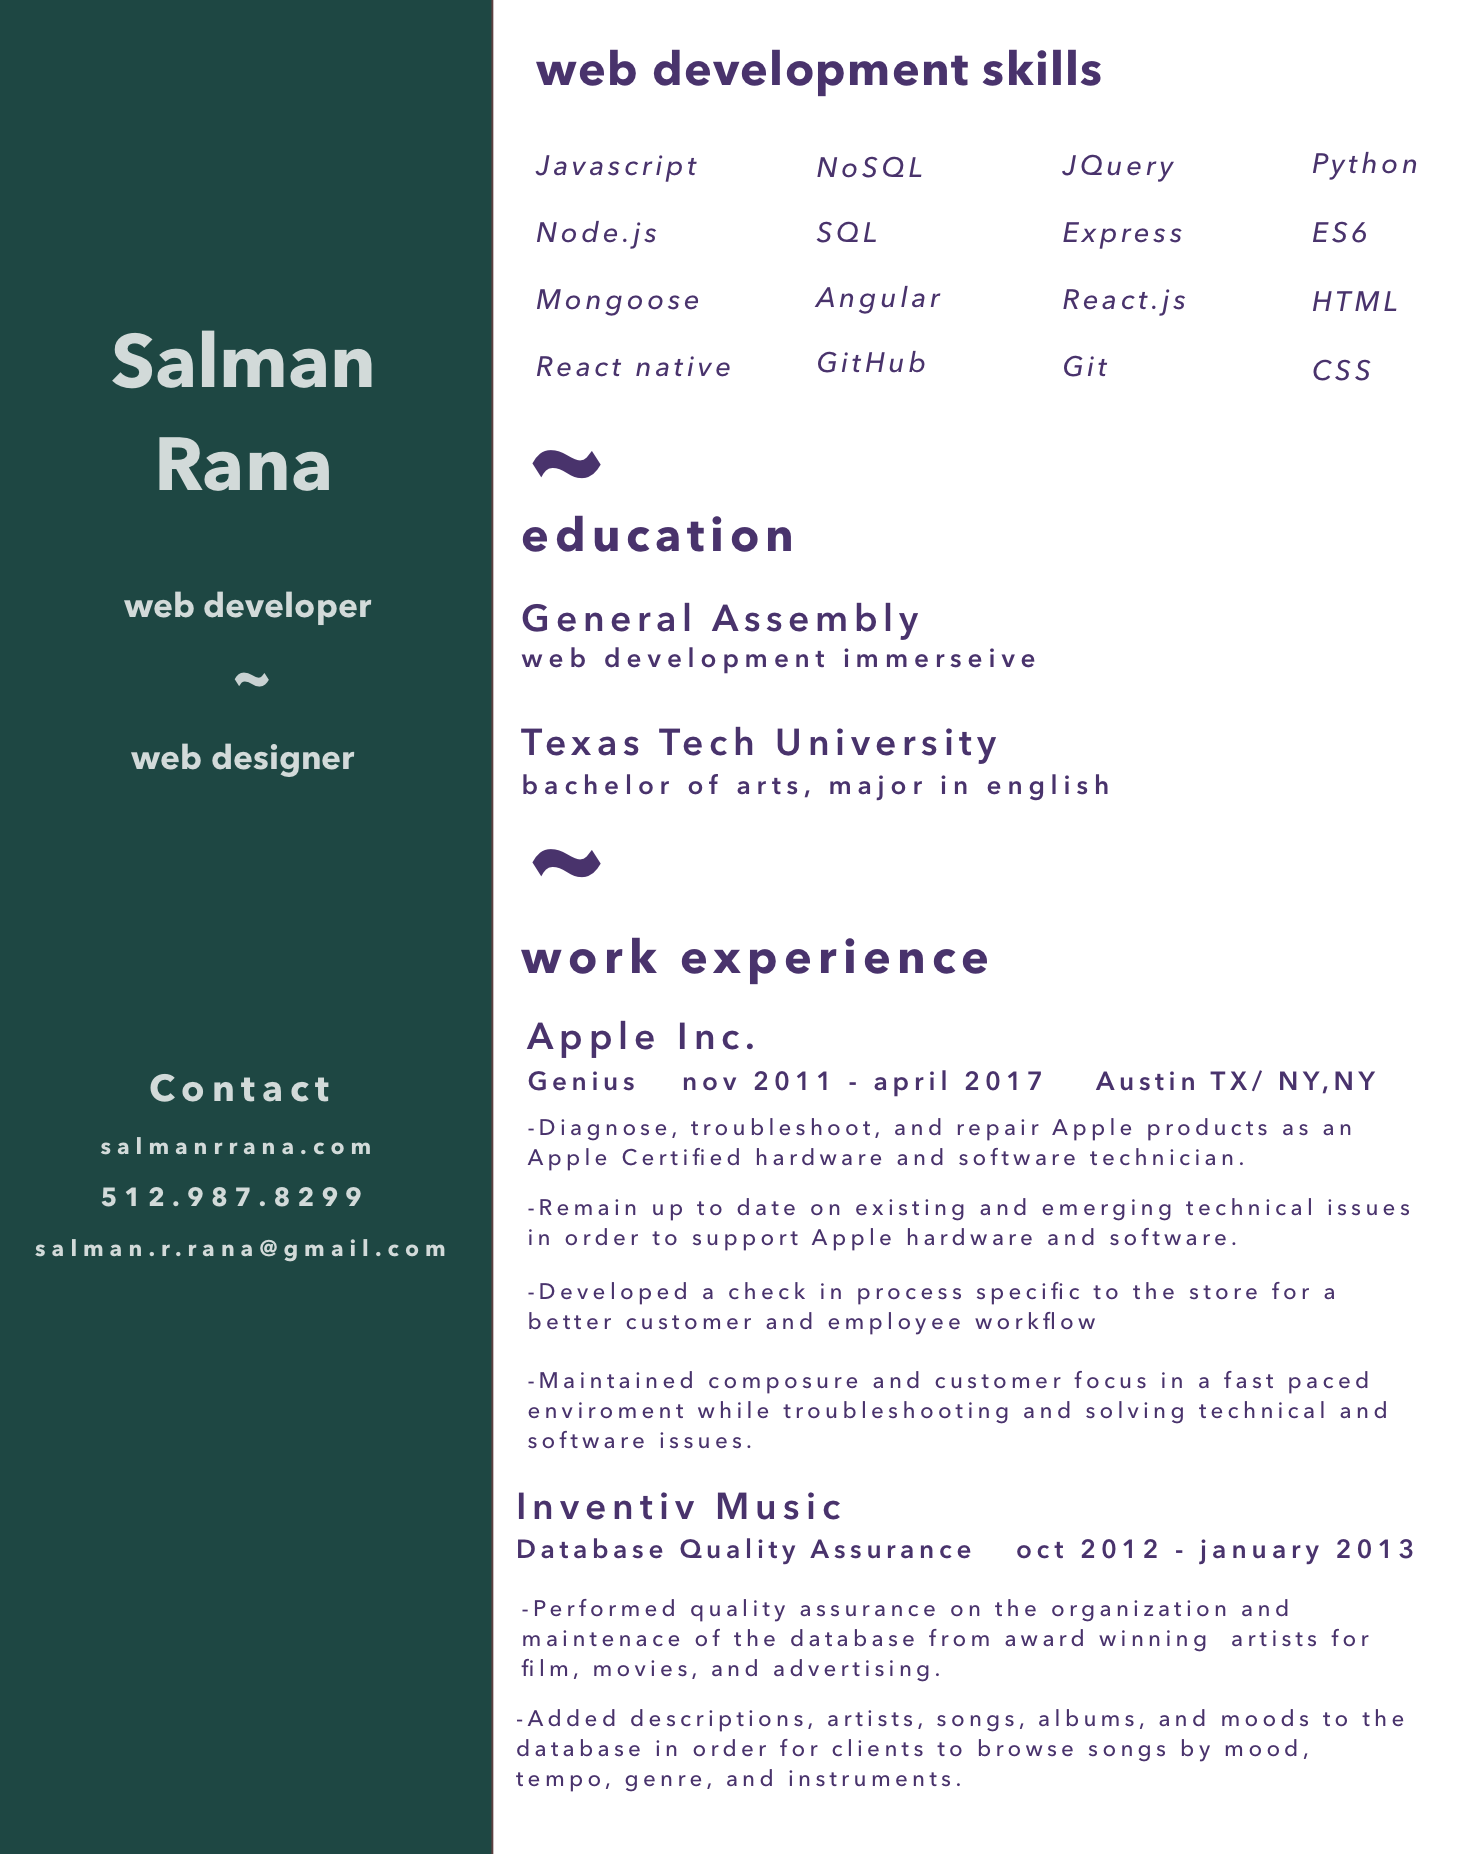 Salman
Rana
web developer
~
web designer
Contact
salmanrrana.com
512.987.8299
salman.r.rana@gmail.com
web development skills
Javascript NoSQL JQuery Python
Node.js SQL Express ES6
Mongoose Angular React.js HTML
React native GitHub Git CSS
~
education
General Assembly
web development immerseive
Texas Tech University
bachelor of arts, major in english
~
work experience
Apple Inc.
Genius nov 2011 - april 2017 Austin TX/ NY,NY
-Diagnose, troubleshoot, and repair Apple products as an
Apple Certified hardware and software technician.
-Remain up to date on existing and emerging technical issues
in order to support Apple hardware and software.
-Developed a check in process specific to the store for a
better customer and employee workflow
-Maintained composure and customer focus in a fast paced
enviroment while troubleshooting and solving technical and
software issues.
Inventiv Music
Database Quality Assurance oct 2012 - january 2013
-Performed quality assurance on the organization and
maintenace of the database from award winning artists for
film, movies, and advertising.
-Added descriptions, artists, songs, albums, and moods to the
database in order for clients to browse songs by mood,
tempo, genre, and instruments.